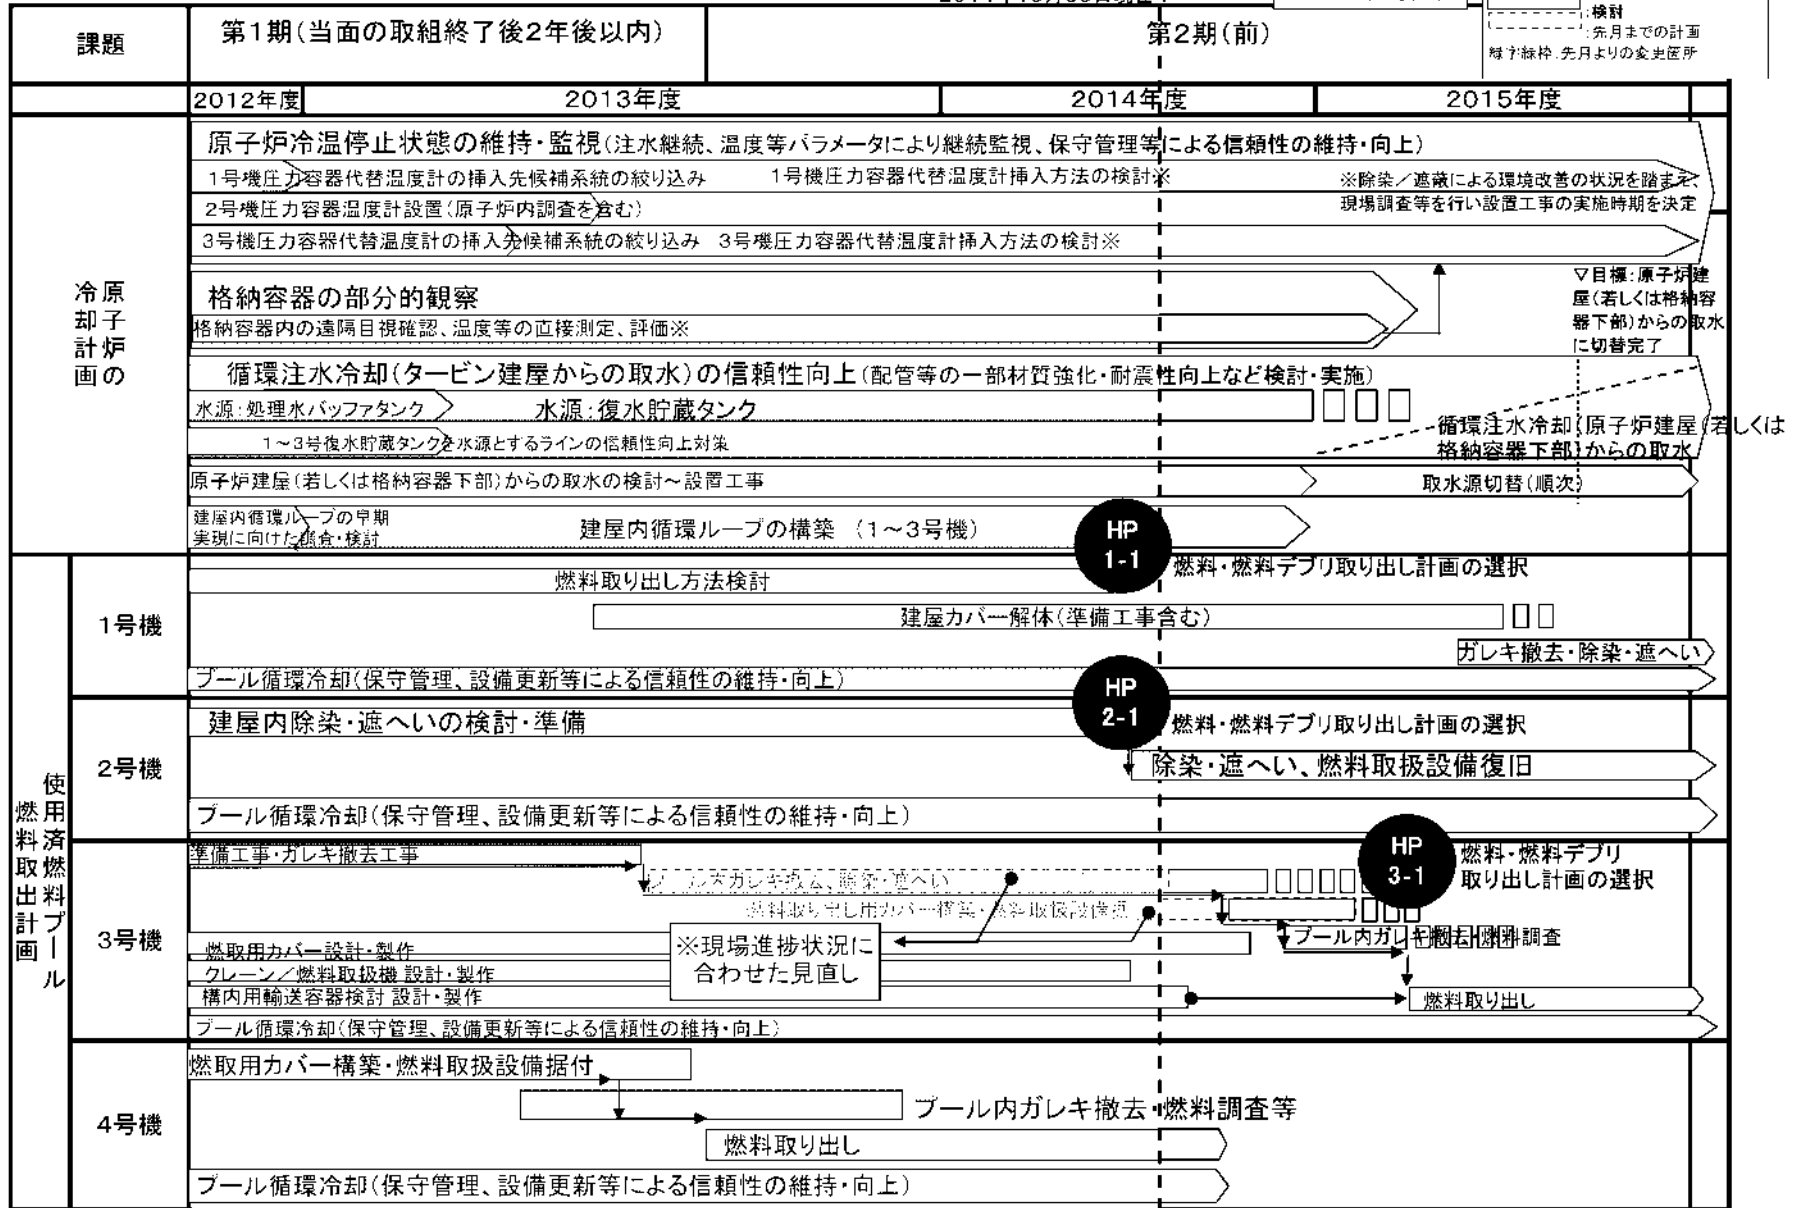 :検討
:先月までの計画
緑字緑枠:先月よりの変更箇所
課題
第1期(当面の取組終了後2年後以内)
第2期(前)
2012年度
2013年度
2014年度
2015年度
原子炉の
冷却計画
原子炉冷温停止状態の維持・監視(注水継続、温度等パラメータにより継続監視、保守管理等による信頼性の維持・向上)
1号機圧力容器代替温度計の挿入先候補系統の絞り込み
1号機圧力容器代替温度計挿入方法の検討※
※除染/遮蔽による環境改善の状況を踏まえ、
現場調査等を行い設置工事の実施時期を決定
2号機圧力容器温度計設置(原子炉内調査を含む)
3号機圧力容器代替温度計の挿入先候補系統の絞り込み
3号機圧力容器代替温度計挿入方法の検討※
格納容器の部分的観察
格納容器内の遠隔目視確認、温度等の直接測定、評価※
▽目標:原子炉建
屋(若しくは格納容
器下部)からの取水
に切替完了
循環注水冷却(タービン建屋からの取水)の信頼性向上(配管等の一部材質強化・耐震性向上など検討・実施)
水源:処理水バッファタンク
水源:復水貯蔵タンク
循環注水冷却(原子炉建屋(若しくは
格納容器下部)からの取水)
1~3号復水貯蔵タンクを水源とするラインの信頼性向上対策
原子炉建屋(若しくは格納容器下部)からの取水の検討~設置工事
取水源切替(順次)
建屋内循環ループの早期
実現に向けた検討
建屋内循環ループの構築 (1~3号機)
HP
1-1
燃料・燃料デブリ取り出し計画の選択
使用済燃料プール
燃料取出計画
1号機
燃料取り出し方法検討
建屋カバー解体(準備工事含む)
ガレキ撤去・除染・遮へい
プール循環冷却(保守管理、設備更新等による信頼性の維持・向上)
HP
2-1
燃料・燃料デブリ取り出し計画の選択
2号機
建屋内除染・遮へいの検討・準備
除染・遮へい、燃料取扱設備復旧
プール循環冷却(保守管理、設備更新等による信頼性の維持・向上)
HP
3-1
燃料・燃料デブリ
取り出し計画の選択
3号機
準備工事・ガレキ撤去工事
プール内ガレキ撤去、除染・遮へい
燃料取り出し用カバー構築・燃料取扱設備
プール内ガレキ撤去・燃料調査
※現場進捗状況に
合わせた見直し
燃取用カバー設計・製作
クレーン/燃料取扱機 設計・製作
構内用輸送容器検討 設計・製作
燃料取り出し
プール循環冷却(保守管理、設備更新等による信頼性の維持・向上)
4号機
燃取用カバー構築・燃料取扱設備据付
プール内ガレキ撤去・燃料調査等
燃料取り出し
プール循環冷却(保守管理、設備更新等による信頼性の維持・向上)